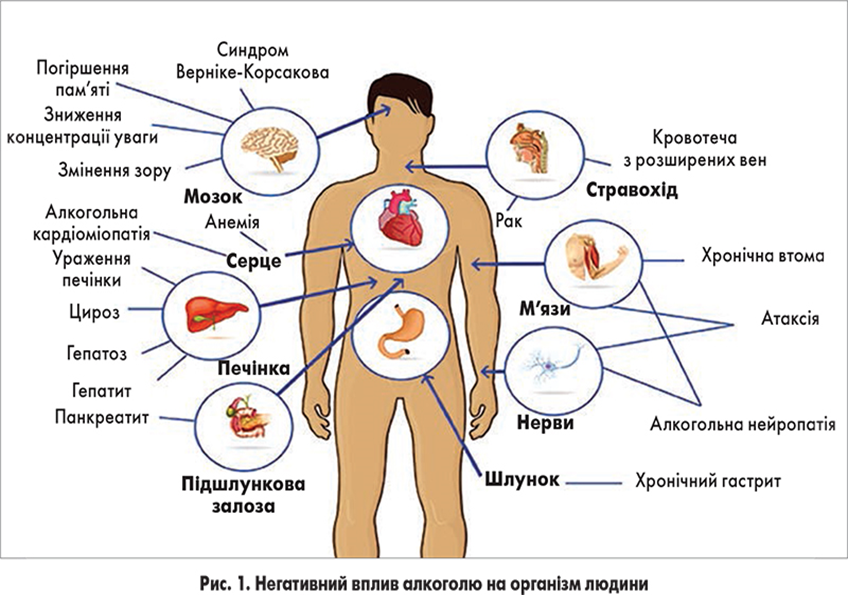 Синдром
Верніке-Корсакова
Погіршення
пам'яті
Зниження
концентрації уваги
Змінення зору
Мозок
Кровотеча
з розширених вен
Стравохід
Рак
Алкогольна
кардіоміопатія
Анемія
Серце
Ураження
печінки
Цироз
Гепатоз
Гепатит
Печінка
Хронічна втома
М'язи
Атаксія
Нерви
Алкогольна нейропатія
Панкреатит
Підшлункова
залоза
Шлунок
Хронічний гастрит
Рис. 1. Негативний вплив алкоголю на організм людини